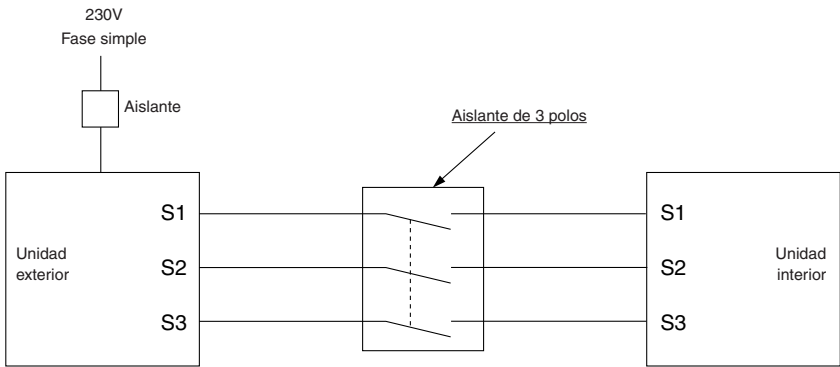 230V
Fase simple
Aislante
Aislante de 3 polos
S1
S1
Unidad
exterior
S2
S2
Unidad
interior
S3
S3